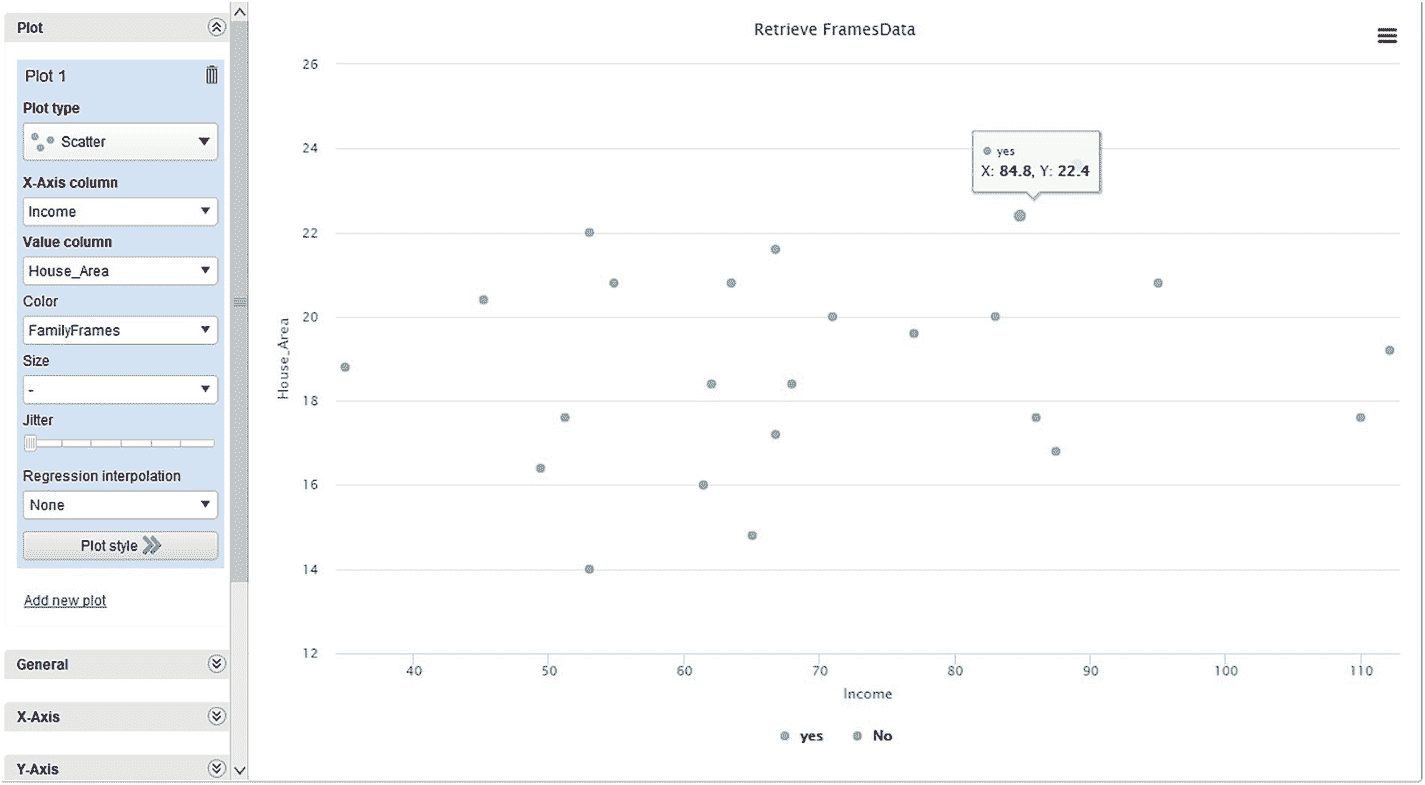 Plot
Plot 1
Plot type
Scatter
X-Axis column
Income
Value column
House_Area
Color
FamilyFrames
Size
-
Jitter
Regression interpolation
None
Plot style
Add new plot
General
X-Axis
Y-Axis
Retrieve FramesData
26
24
22
20
18
16
14
12
House_Area
yes
X: 84.8, Y: 22.4
40 50 60 70 80 90 100 110
Income
yes No